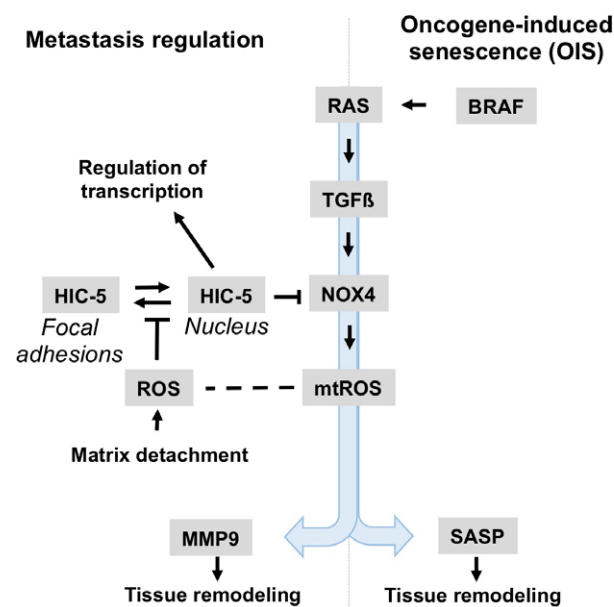 Metastasis regulation
Oncogene-induced
senescence (OIS)
RAS
BRAF
Regulation of
transcription
TGFß
HIC-5
HIC-5
NOX4
Focal
adhesions
Nucleus
ROS
mtROS
Matrix detachment
MMP9
SASP
Tissue remodeling
Tissue remodeling